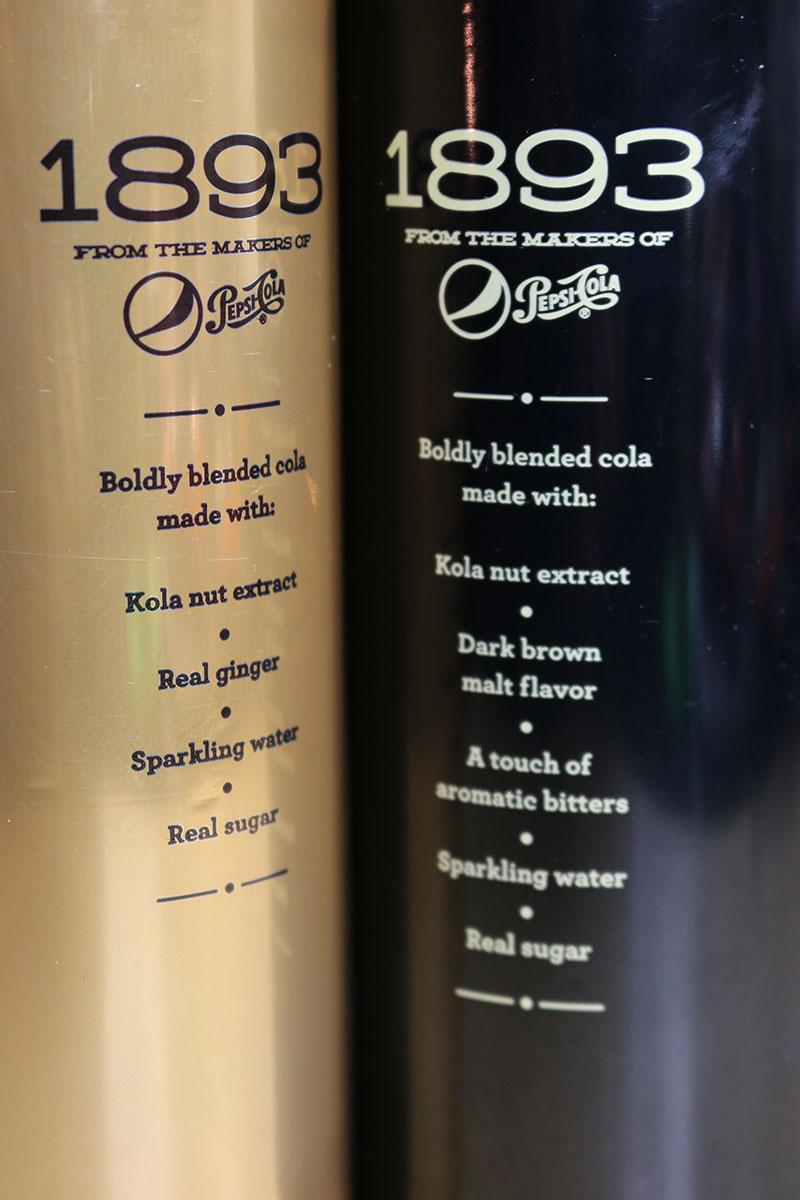 1893
FROM THE MAKERS OF
PEPSI-COLA®
Boldly blended cola
made with:
Kola nut extract
•
Real ginger
•
Sparkling water
•
Real sugar
1893
FROM THE MAKERS OF
PEPSI-COLA®
Boldly blended cola
made with:
Kola nut extract
•
Dark brown
malt flavor
•
A touch of
aromatic bitters
•
Sparkling water
•
Real sugar